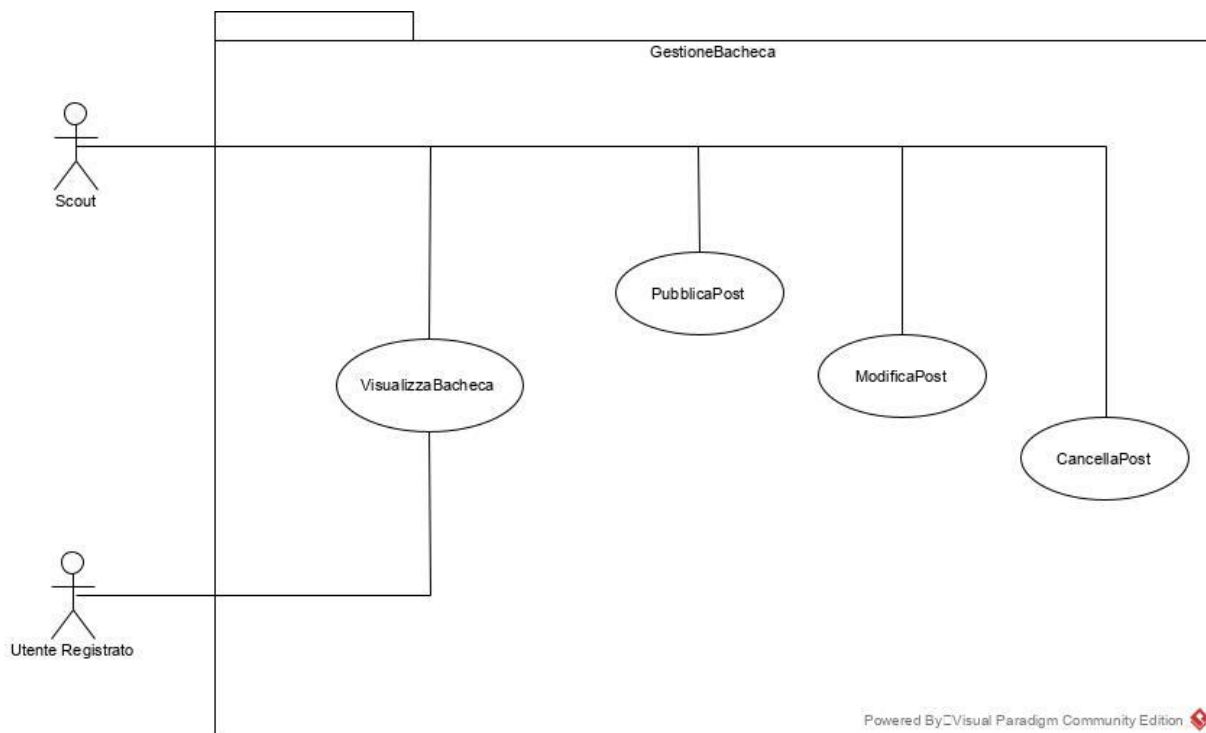 GestioneBacheca
Scout
PubblicaPost
VisualizzaBacheca
ModificaPost
CancellaPost
Utente Registrato
Powered By Visual Paradigm Community Edition